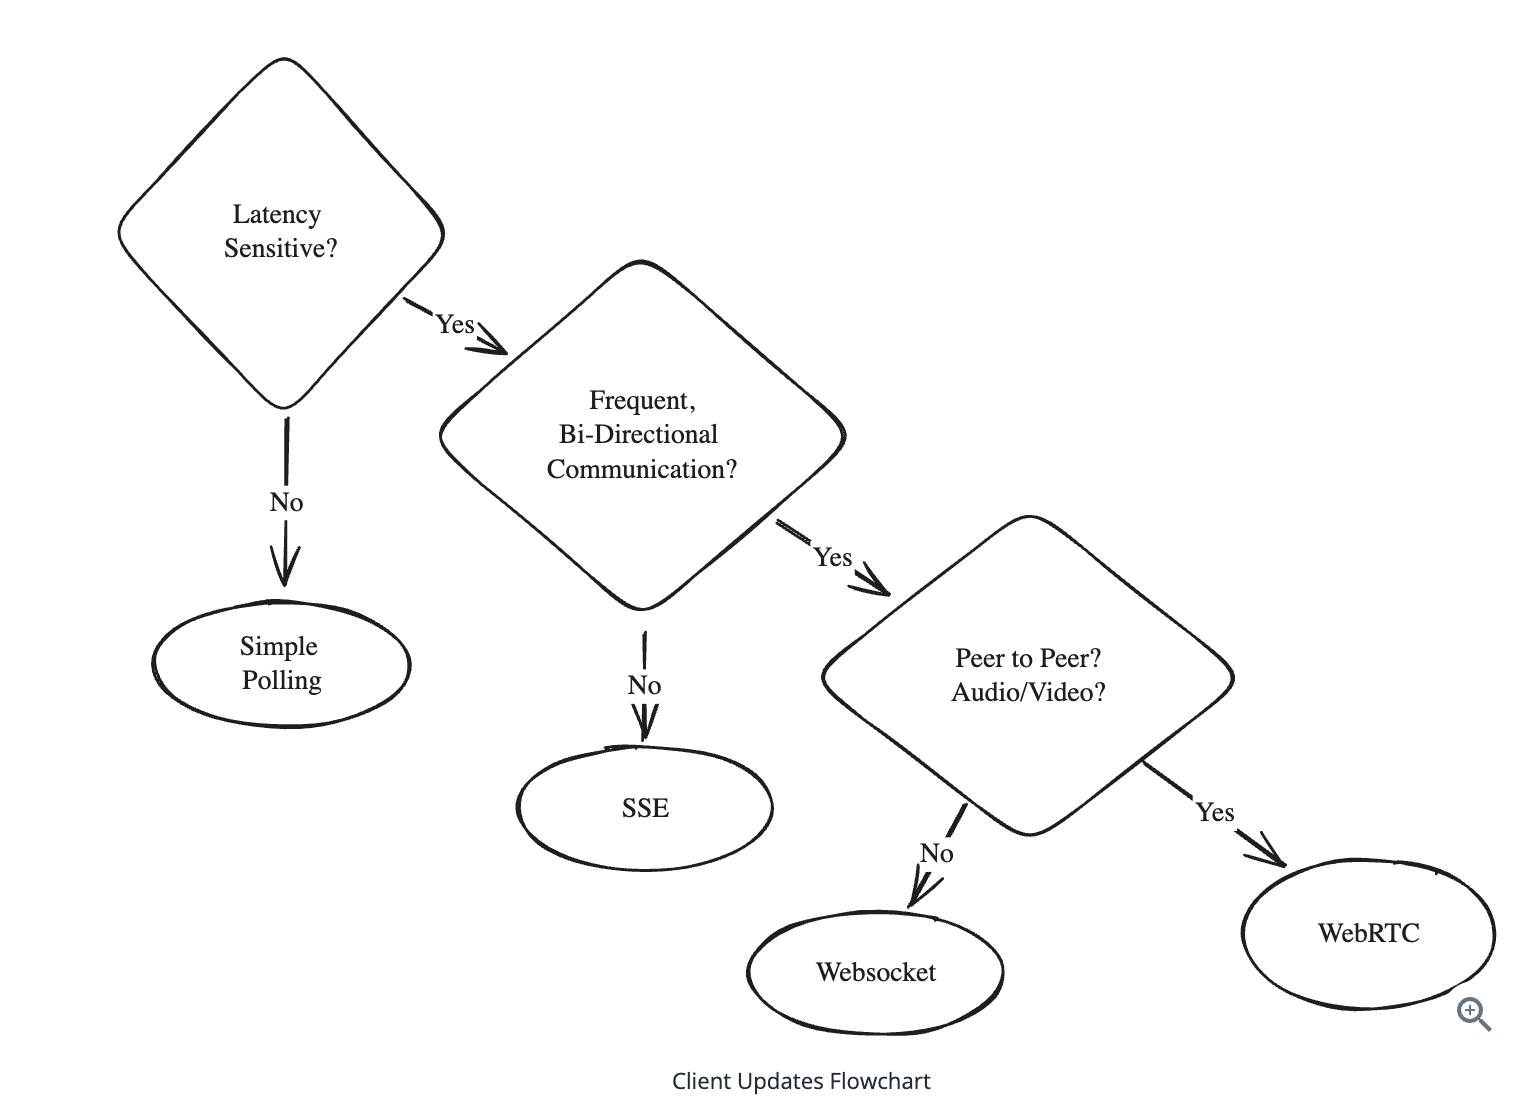 Latency
Sensitive?
Yes
No
Simple
Polling
Frequent,
Bi-Directional
Communication?
Yes
No
SSE
Peer to Peer?
Audio/Video?
No
Websocket
Yes
WebRTC
Client Updates Flowchart